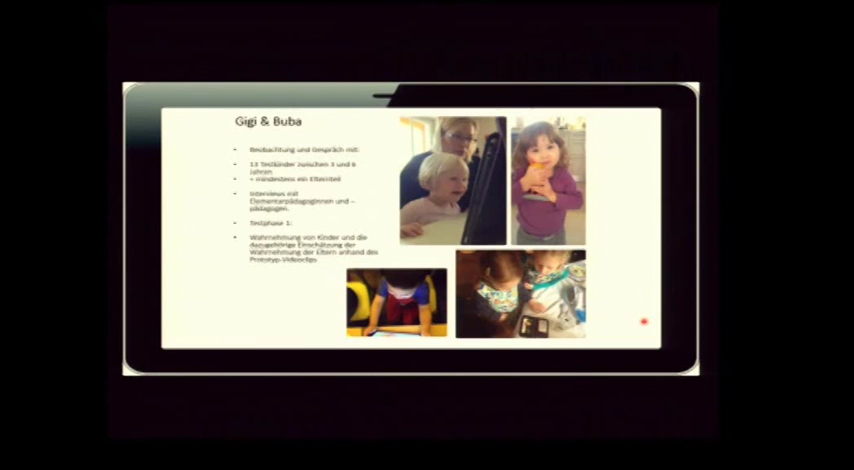 Gigi & Buba
- Beobachtung und Gespräch mit:
- 13 Testkinder zwischen 3 und 6
Jahren
- + mindestens ein Elternteil
- Interviews mit
Elementarpädagoginnen und –
pädagogen.
- Testphase 1:
- Wahrnehmung von Kinder und die
dazugehörige Einschätzung der
Wahrnehmung der Eltern anhand des
Prototyp-Videoclips